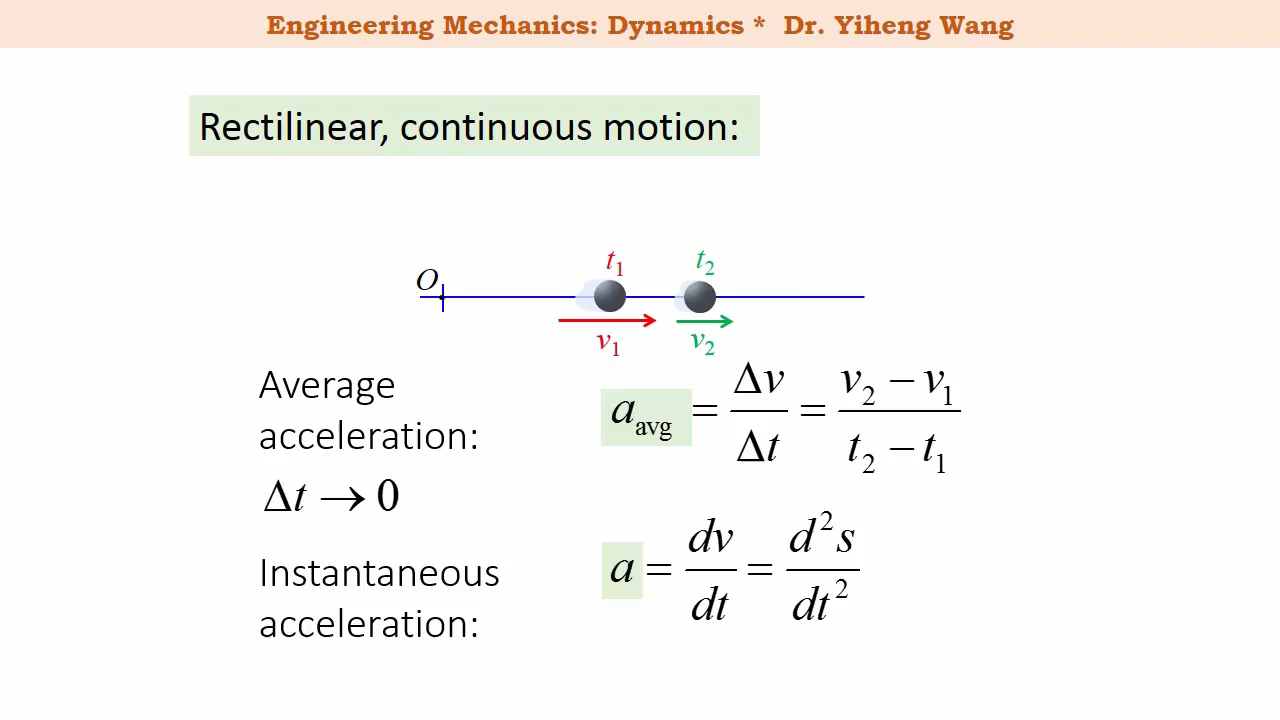 Engineering Mechanics: Dynamics * Dr. Yiheng Wang
Rectilinear, continuous motion:
O
t₁ t₂
v₁ v₂
Average
acceleration:
a_avg = Δv/Δt = (v₂ − v₁)/(t₂ − t₁)
Δt → 0
Instantaneous
acceleration:
a = dv/dt = d²s/dt²